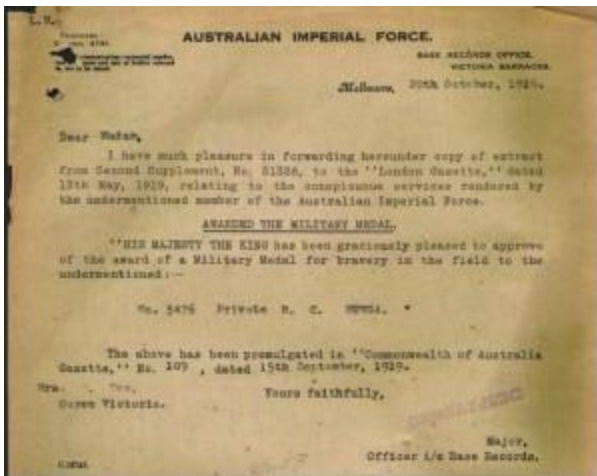 L.H.
AUSTRALIAN IMPERIAL FORCE.
BASE RECORDS OFFICE,
VICTORIA BARRACKS.
Melbourne, 20th October, 1919.
Dear Madam,
I have much pleasure in forwarding hereunder copy of extract
from Second Supplement, No. 31338, to the ''London Gazette,'' dated
13th May, 1919, relating to the conspicuous services rendered by
the undermentioned member of the Australian Imperial Force.
AWARDED THE MILITARY MEDAL.
''HIS MAJESTY THE KING has been graciously pleased to approve
of the award of a Military Medal for bravery in the field to the
undermentioned:--
No. 5476 Private R. C.
The above has been promulgated in ''Commonwealth of Australia
Gazette,'' No. 109, dated 15th September, 1919.
Mrs.
Yours faithfully,
Victoria.
Major,
Officer i/c Base Records.